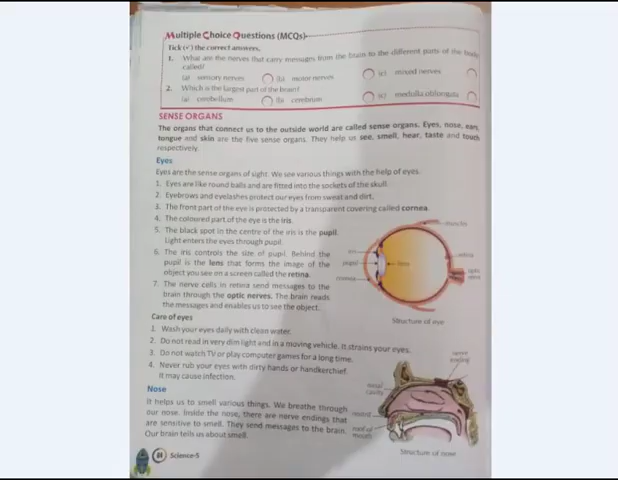 Multiple Choice Questions (MCQs)
Tick (✓) the correct answers.
1. What are the nerves that carry messages from the brain to the different parts of the body
called?
(a) sensory nerves (b) motor nerves (c) mixed nerves
2. Which is the largest part of the brain?
(a) cerebellum (b) cerebrum (c) medulla oblongata
SENSE ORGANS
The organs that connect us to the outside world are called sense organs. Eyes, nose, ears,
tongue and skin are the five sense organs. They help us see, smell, hear, taste and touch
respectively.
Eyes
Eyes are the sense organs of sight. We see various things with the help of eyes.
1. Eyes are like round balls and are fitted into the sockets of the skull.
2. Eyebrows and eyelashes protect our eyes from sweat and dirt.
3. The front part of the eye is protected by a transparent covering called cornea.
4. The coloured part of the eye is the iris.
5. The black spot in the centre of the iris is the pupil.
Light enters the eyes through pupil.
6. The iris controls the size of pupil. Behind the
pupil is the lens that forms the image of the
object you see on a screen called the retina.
7. The nerve cells in retina send messages to the
brain through the optic nerves. The brain reads
the messages and enables us to see the object.
muscles
iris
pupil
lens
cornea
retina
optic
nerve
Structure of eye
Care of eyes
1. Wash your eyes daily with clean water.
2. Do not read in very dim light and in a moving vehicle. It strains your eyes.
3. Do not watch TV or play computer games for a long time.
4. Never rub your eyes with dirty hands or handkerchief.
It may cause infection.
Nose
It helps us to smell various things. We breathe through
our nose. Inside the nose, there are nerve endings that
are sensitive to smell. They send messages to the brain.
Our brain tells us about smell.
nerve
ending
nasal
cavity
nostril
roof of
mouth
Structure of nose
Science-5